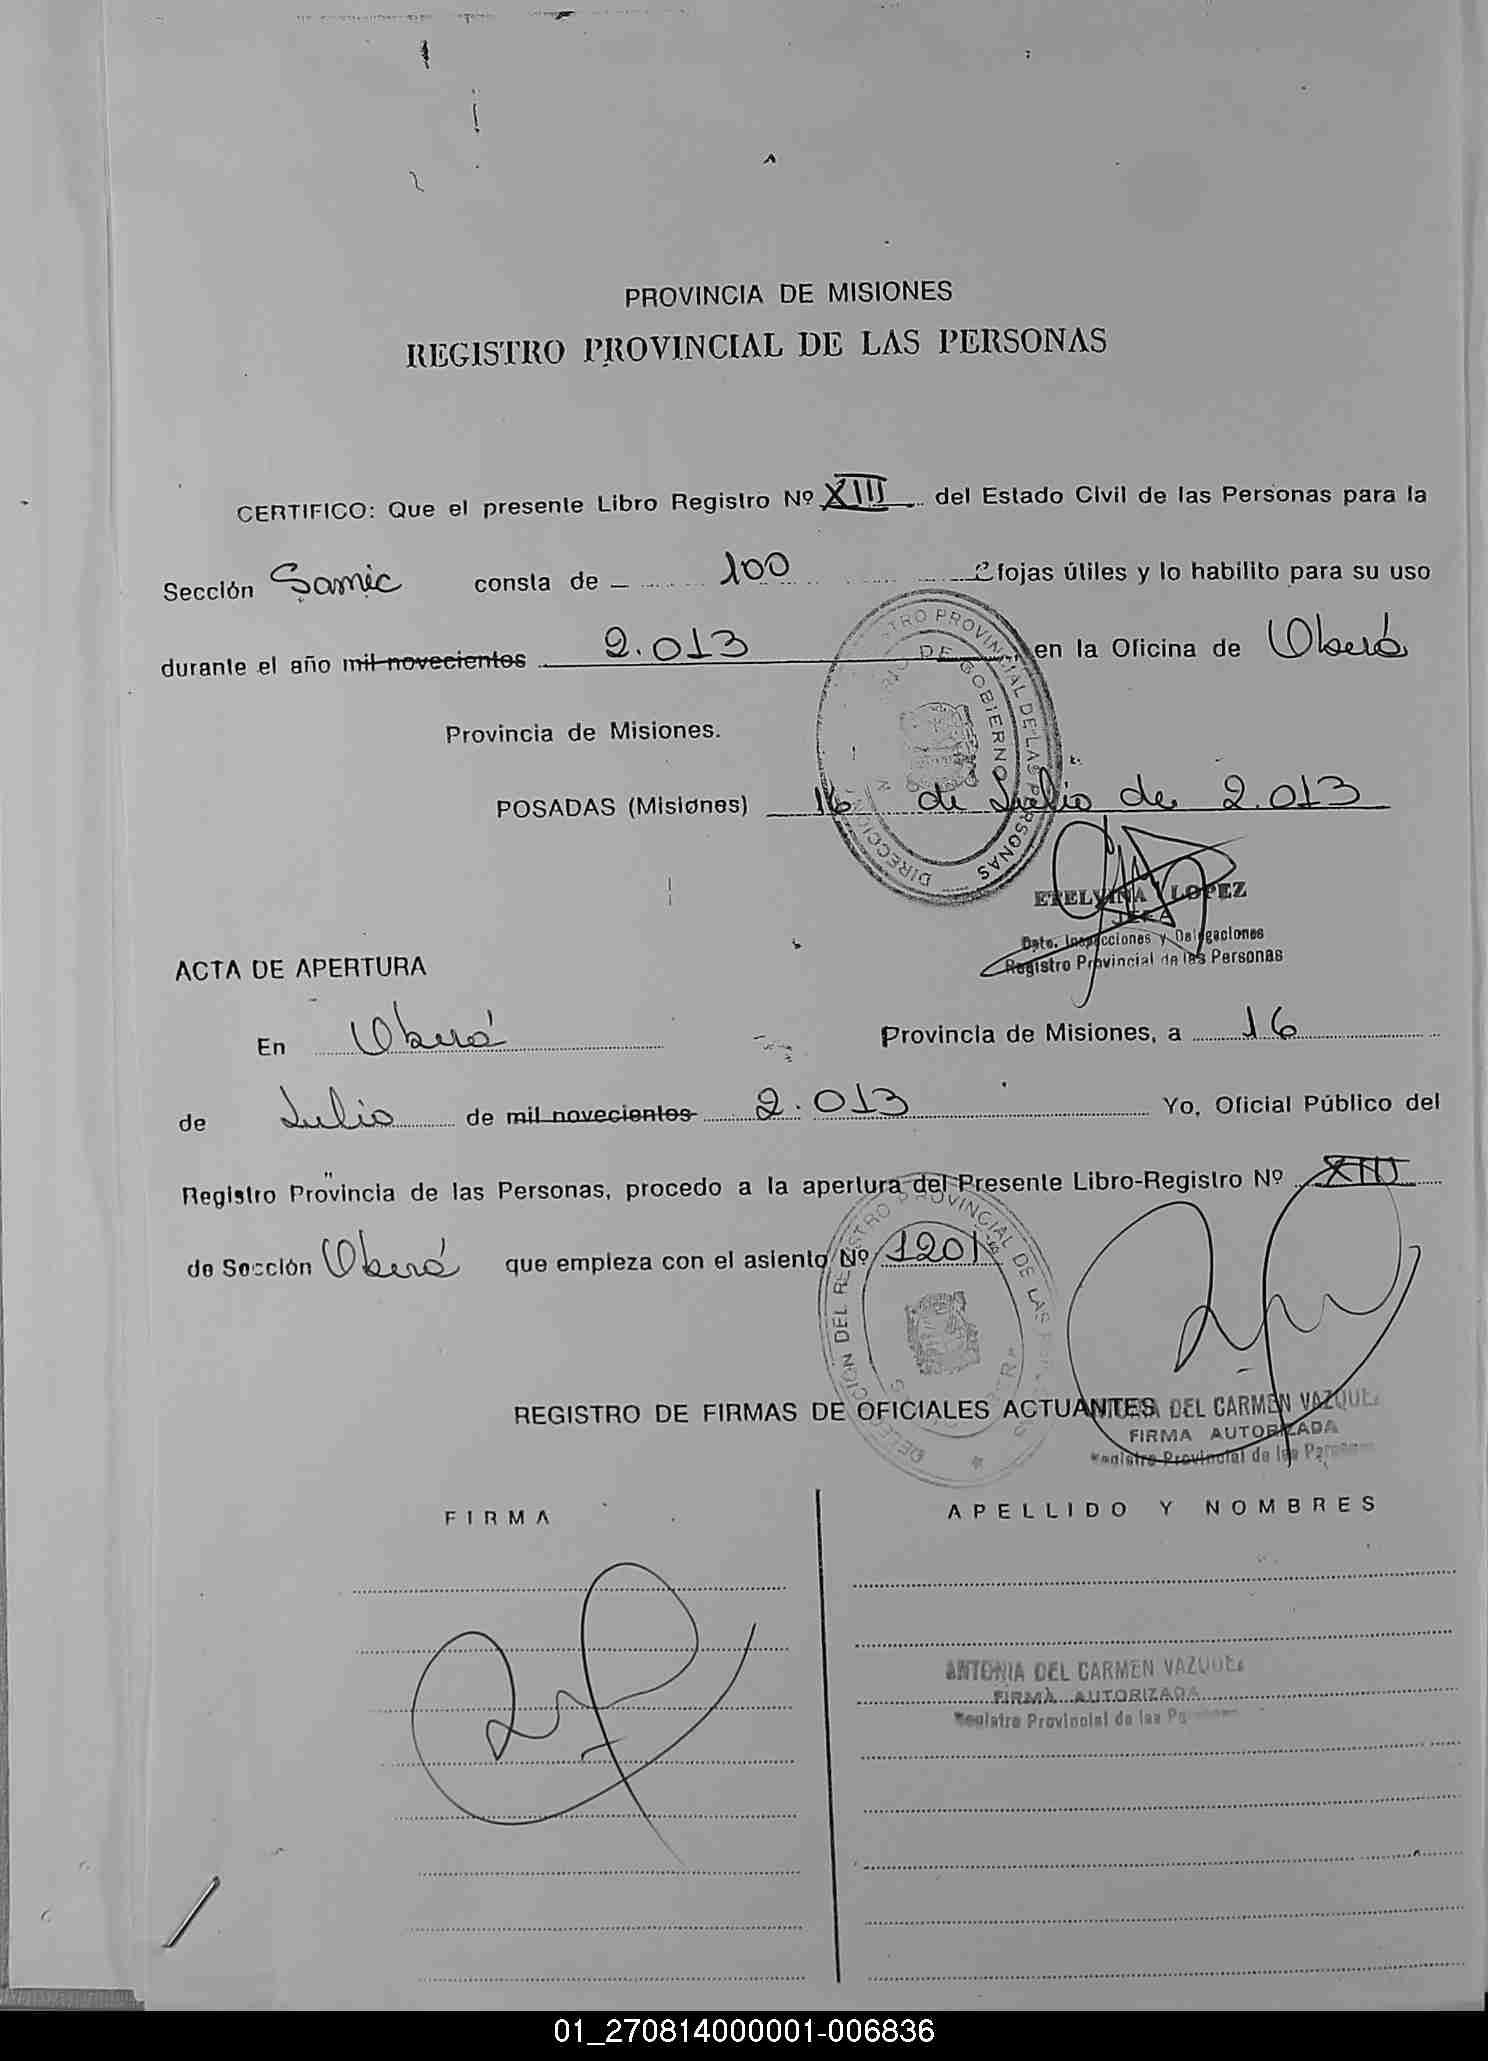 PROVINCIA DE MISIONES
REGISTRO PROVINCIAL DE LAS PERSONAS
CERTIFICO: Que el presente Libro Registro Nº XIII del Estado Civil de las Personas para la
Sección Samic consta de 100 fojas útiles y lo habilito para su uso
durante el año mil novecientos 2.013 en la Oficina de Oberá
Provincia de Misiones.
POSADAS (Misiones) 16 de Julio de 2.013
ETELVINA LOPEZ
JEFA
Dpto. Inspecciones y Delegaciones
Registro Provincial de las Personas
ACTA DE APERTURA
En Oberá Provincia de Misiones, a 16
de Julio de mil novecientos 2.013 Yo, Oficial Público del
Registro Provincia de las Personas, procedo a la apertura del Presente Libro-Registro Nº XIII
de Sección Oberá que empieza con el asiento Nº 1201
REGISTRO DE FIRMAS DE OFICIALES ACTUANTES
DEL CARMEN VAZQUEZ
FIRMA AUTORIZADA
Registro Provincial de las Personas
FIRMA APELLIDO Y NOMBRES
ANTONIA DEL CARMEN VAZQUEZ
FIRMA AUTORIZADA
Registro Provincial de las Personas
01_270814000001-006836